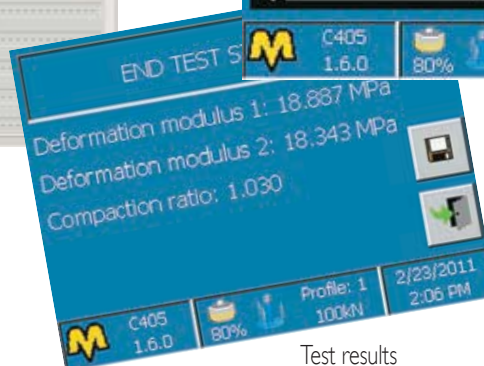 C405
1.6.0
80%
END TEST S
Deformation modulus 1: 18.887 MPa
Deformation modulus 2: 18.343 MPa
Compaction ratio: 1.030
C405
1.6.0
80%
Profile: 1
100kN
2/23/2011
2:06 PM
Test results